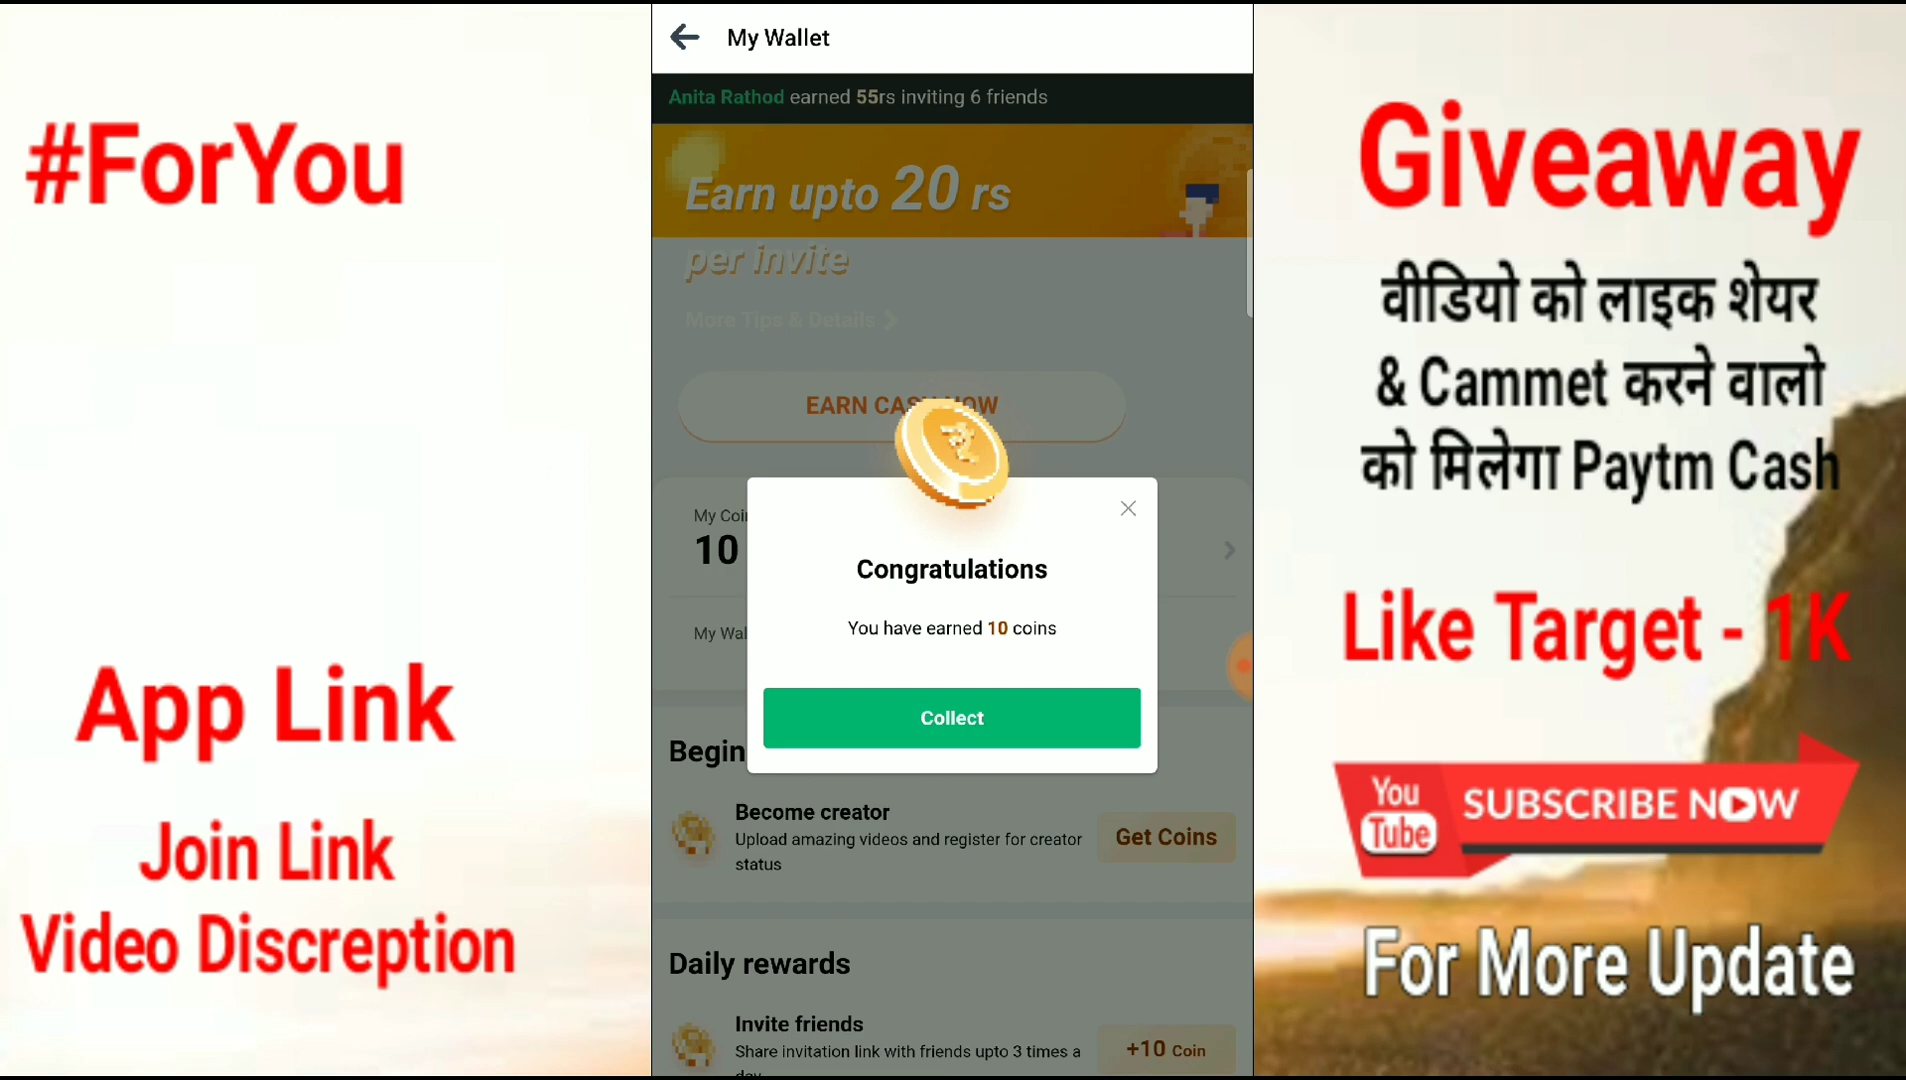 #ForYou
App Link
Join Link
Video Discreption
My Wallet
Anita Rathod earned 55rs inviting 6 friends
Earn upto 20 rs
per invite
More Tips & Details
EARN CASH NOW
My Coi
10
My Wal
Congratulations
You have earned 10 coins
Collect
Begin
Become creator
Upload amazing videos and register for creator
status
Get Coins
Daily rewards
Invite friends
Share invitation link with friends upto 3 times a
day
+10 Coin
Giveaway
वीडियो को लाइक शेयर
& Cammet करने वालो
को मिलेगा Paytm Cash
Like Target - 1K
You
Tube
SUBSCRIBE NOW
For More Update